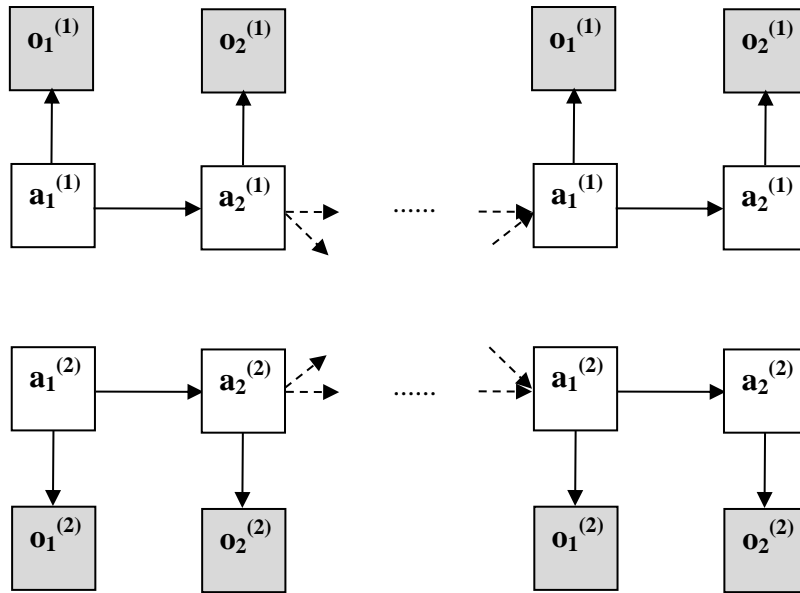 o₁⁽¹⁾ o₂⁽¹⁾ o₁⁽¹⁾ o₂⁽¹⁾
a₁⁽¹⁾ a₂⁽¹⁾ ...... a₁⁽¹⁾ a₂⁽¹⁾
a₁⁽²⁾ a₂⁽²⁾ ...... a₁⁽²⁾ a₂⁽²⁾
o₁⁽²⁾ o₂⁽²⁾ o₁⁽²⁾ o₂⁽²⁾